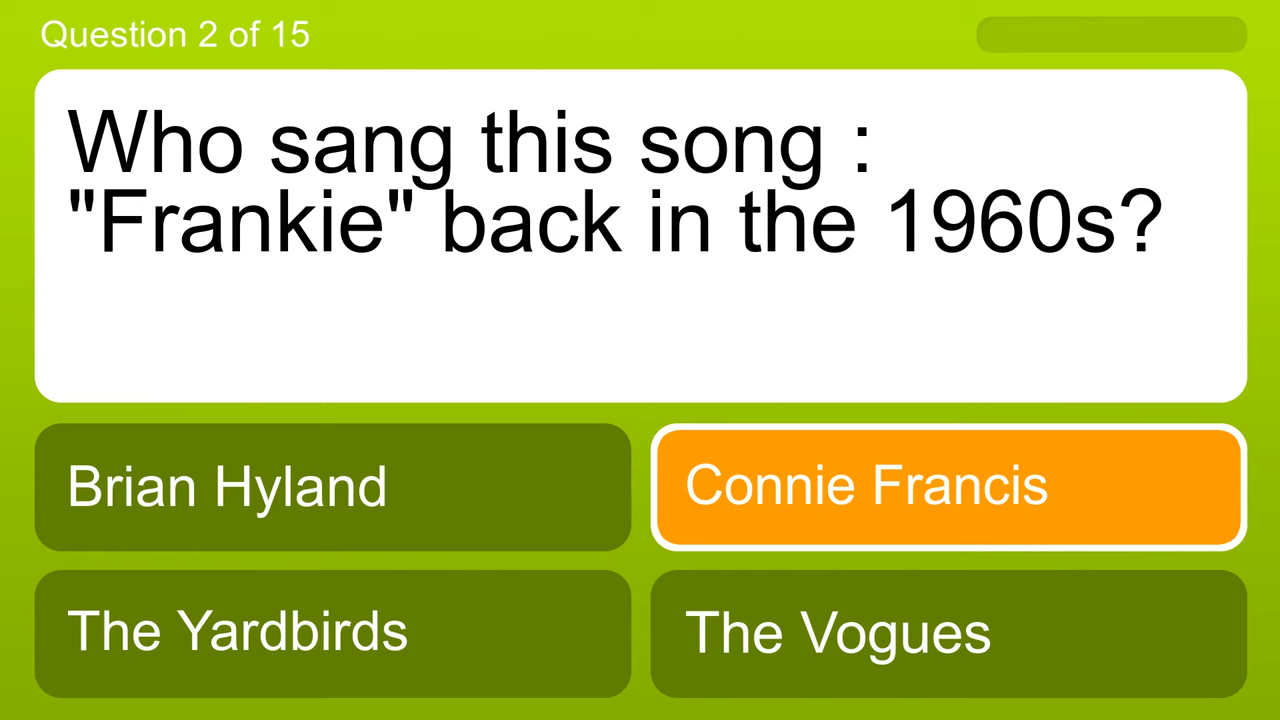 Question 2 of 15
Who sang this song :
"Frankie" back in the 1960s?
Brian Hyland
Connie Francis
The Yardbirds
The Vogues